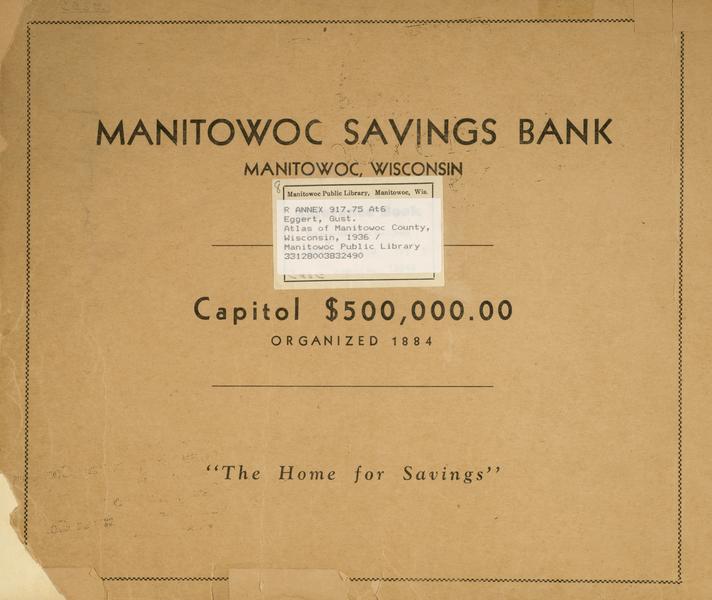 MANITOWOC SAVINGS BANK
MANITOWOC, WISCONSIN
8
Manitowoc Public Library, Manitowoc, Wis.
R ANNEX 917.75 At6
Eggert, Gust.
Atlas of Manitowoc County,
Wisconsin, 1936 /
Manitowoc Public Library
33128003832490
Capitol $500,000.00
ORGANIZED 1884
"The Home for Savings"